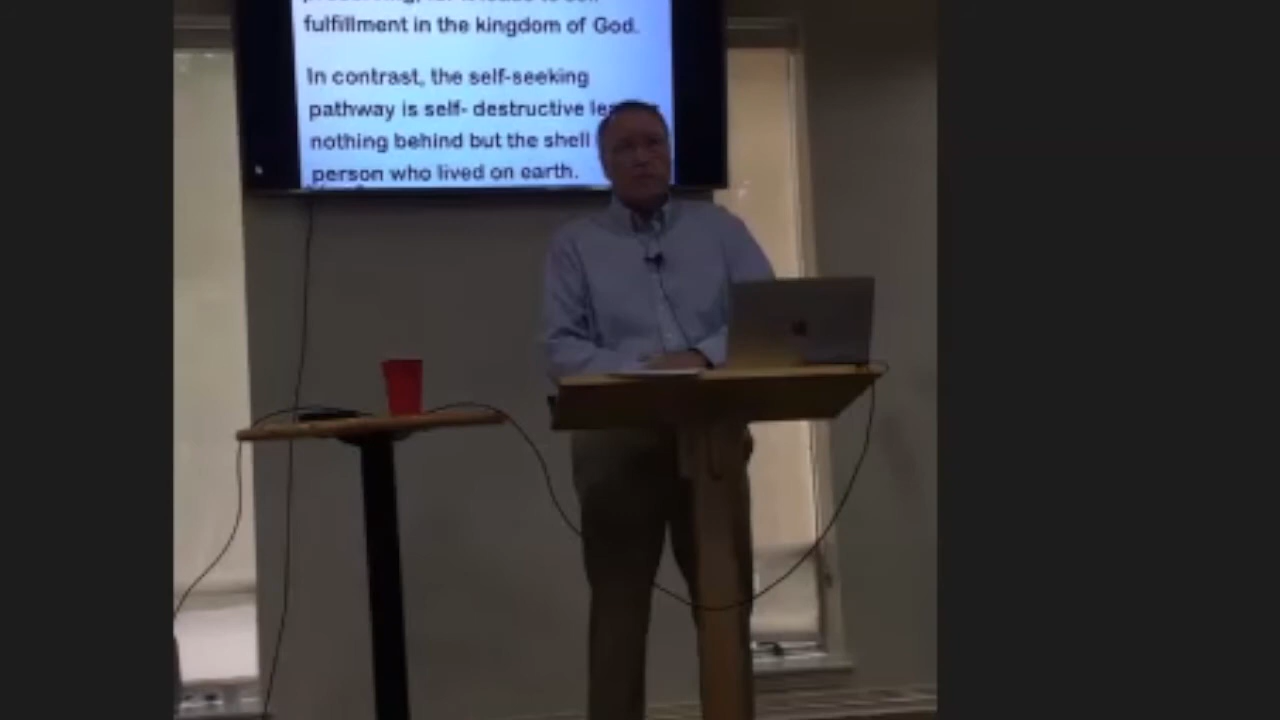 fulfillment in the kingdom of God.
In contrast, the self-seeking
pathway is self- destructive
nothing behind but the shell
person who lived on earth.